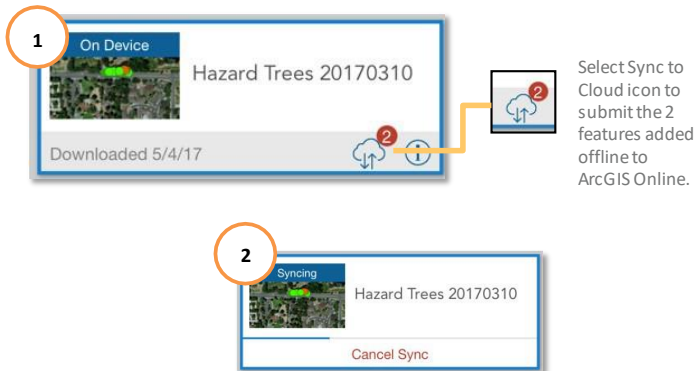 1
On Device
Hazard Trees 20170310
Downloaded 5/4/17
2
2
Select Sync to
Cloud icon to
submit the 2
features added
offline to
ArcGIS Online.
2
Syncing
Hazard Trees 20170310
Cancel Sync